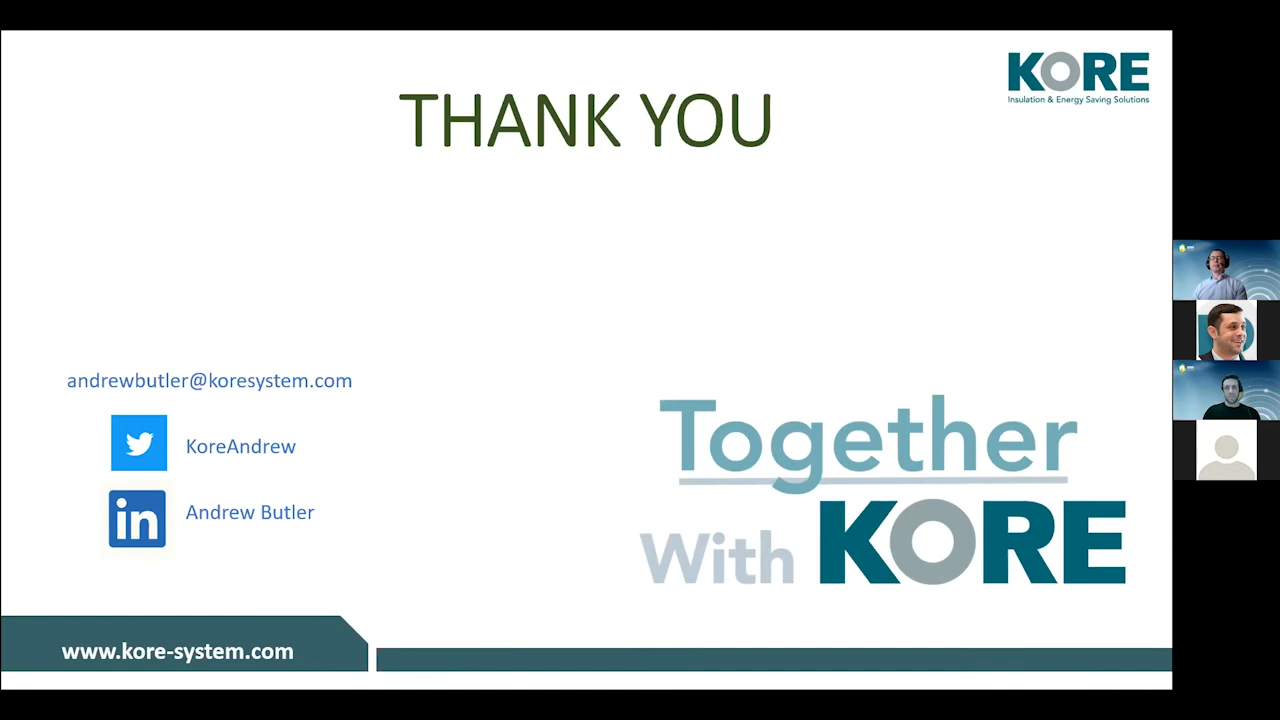 KORE
Insulation & Energy Saving Solutions
THANK YOU
andrewbutler@koresystem.com
KoreAndrew
in
Andrew Butler
Together
With KORE
www.kore-system.com